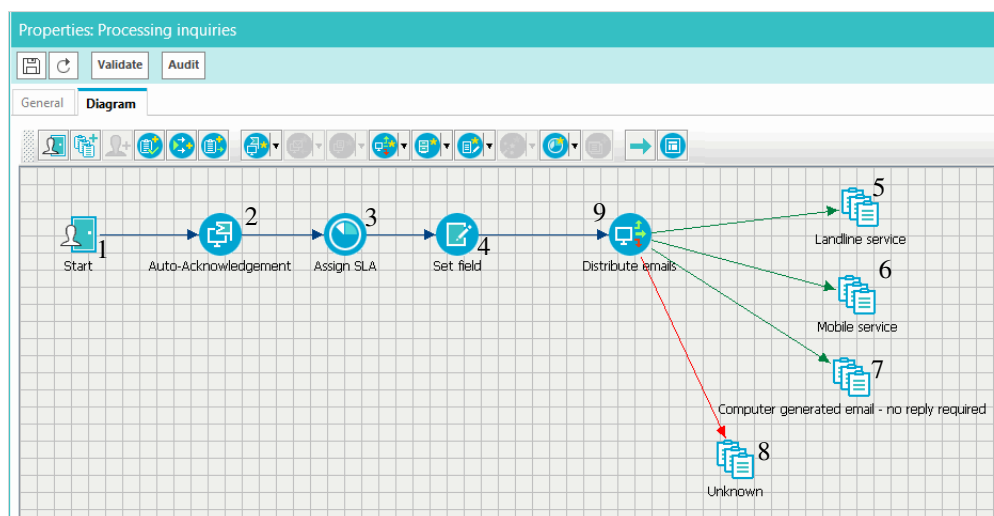 Properties: Processing inquiries
Validate Audit
General Diagram
1 Start
2 Auto-Acknowledgement
3 Assign SLA
4 Set field
9 Distribute emails
5 Landline service
6 Mobile service
7 Computer generated email - no reply required
8 Unknown